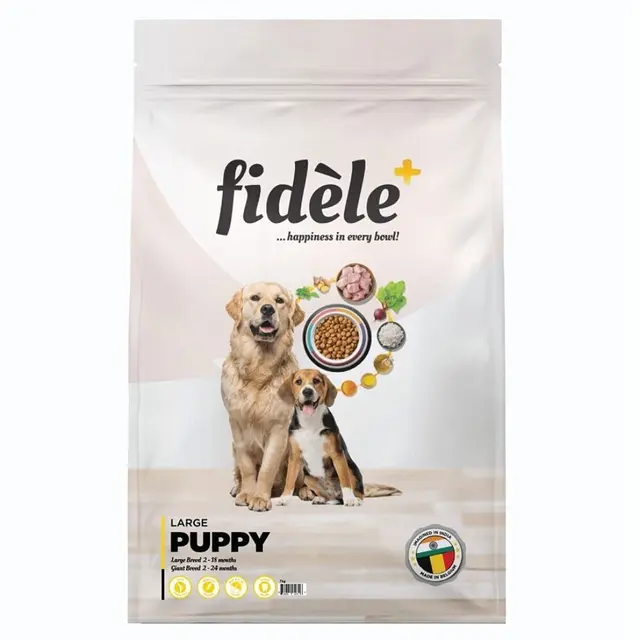 fidèle+
...happiness in every bowl!
LARGE
PUPPY
Large Breed 2 - 18 months
Giant Breed 2 - 24 months
IMAGINED IN INDIA
MADE IN BELGIUM